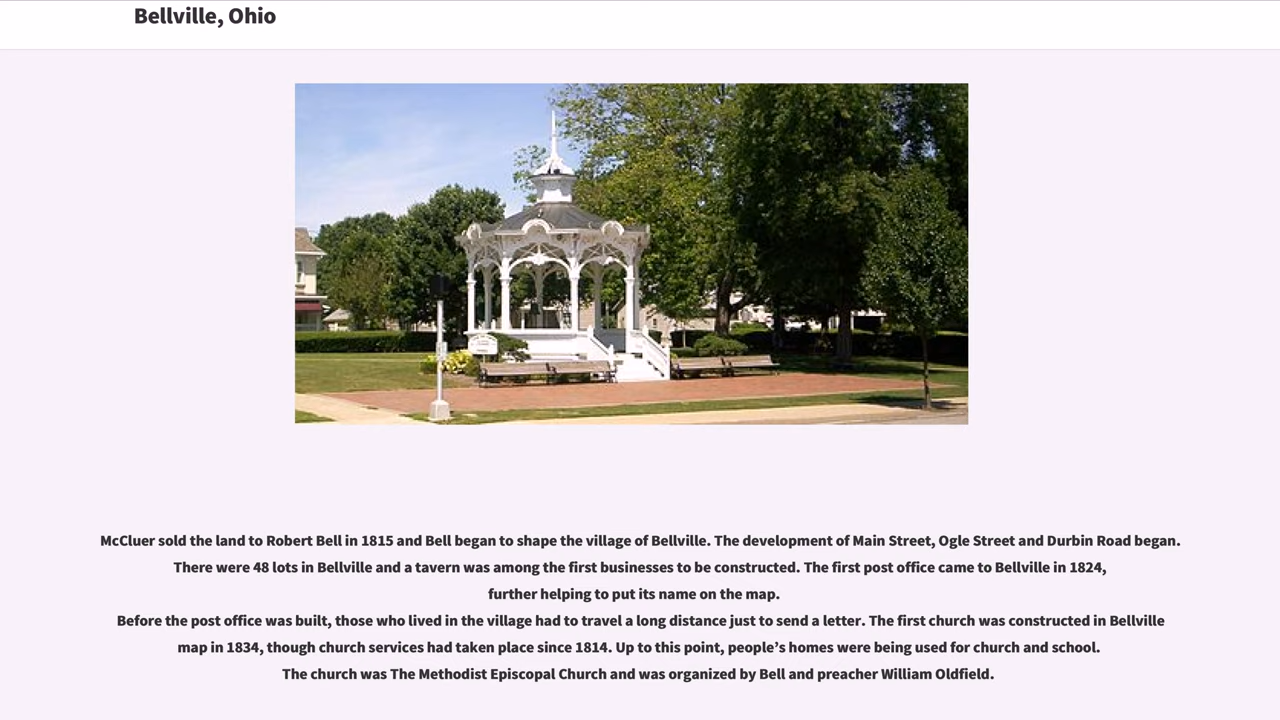 Bellville, Ohio
McCluer sold the land to Robert Bell in 1815 and Bell began to shape the village of Bellville. The development of Main Street, Ogle Street and Durbin Road began.
There were 48 lots in Bellville and a tavern was among the first businesses to be constructed. The first post office came to Bellville in 1824,
further helping to put its name on the map.
Before the post office was built, those who lived in the village had to travel a long distance just to send a letter. The first church was constructed in Bellville
map in 1834, though church services had taken place since 1814. Up to this point, people’s homes were being used for church and school.
The church was The Methodist Episcopal Church and was organized by Bell and preacher William Oldfield.